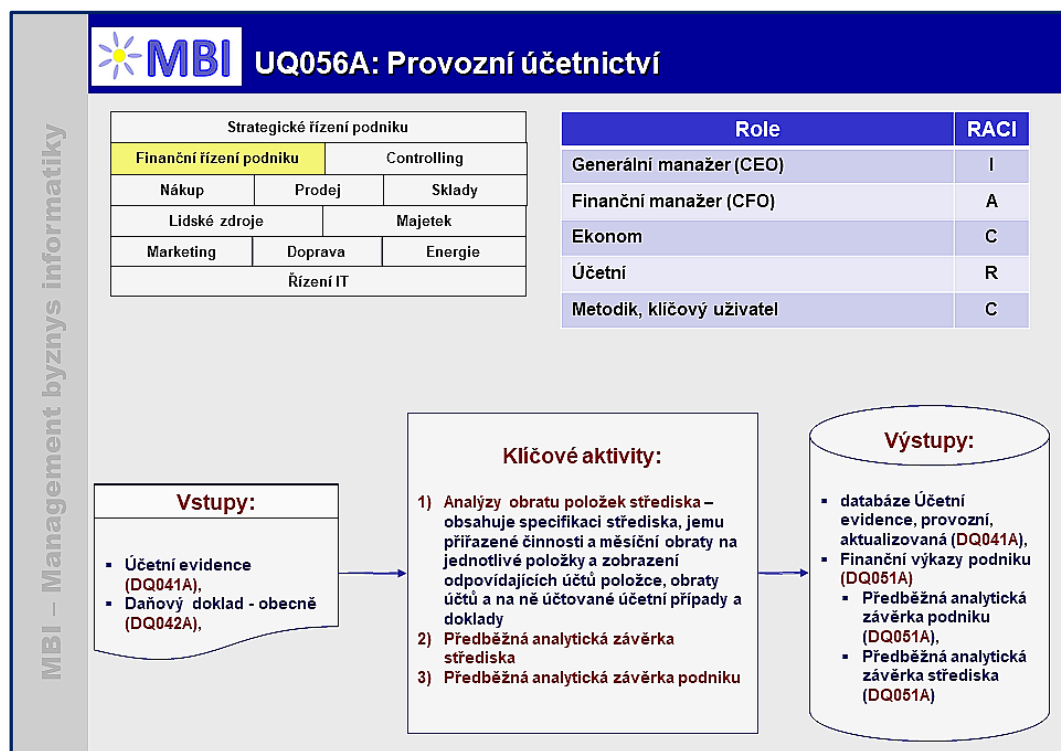 MBI
UQ056A: Provozní účetnictví
MBI – Management byznys informatiky
Strategické řízení podniku
Finanční řízení podniku
Controlling
Nákup
Prodej
Sklady
Lidské zdroje
Majetek
Marketing
Doprava
Energie
Řízení IT
Role RACI
Generální manažer (CEO) I
Finanční manažer (CFO) A
Ekonom C
Účetní R
Metodik, klíčový uživatel C
Vstupy:
▪ Účetní evidence
(DQ041A),
▪ Daňový doklad - obecně
(DQ042A),
Klíčové aktivity:
1) Analýzy obratu položek střediska –
obsahuje specifikaci střediska, jemu
přiřazené činnosti a měsíční obraty na
jednotlivé položky a zobrazení
odpovídajících účtů položce, obraty
účtů a na ně účtované účetní případy a
doklady
2) Předběžná analytická závěrka
střediska
3) Předběžná analytická závěrka podniku
Výstupy:
▪ databáze Účetní
evidence, provozní,
aktualizovaná (DQ041A),
▪ Finanční výkazy podniku
(DQ051A)
▪ Předběžná analytická
závěrka podniku
(DQ051A),
▪ Předběžná analytická
závěrka střediska
(DQ051A)